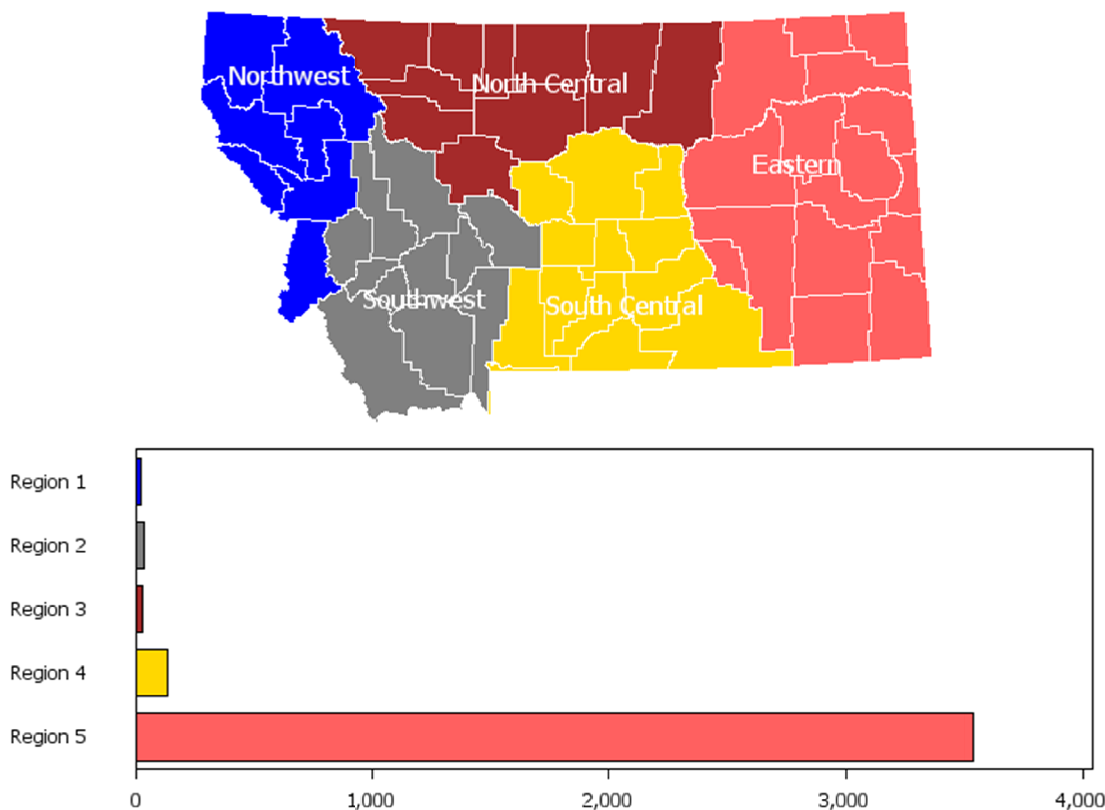 Northwest
North Central
Eastern
Southwest
South Central
Region 1
Region 2
Region 3
Region 4
Region 5
0 1,000 2,000 3,000 4,000